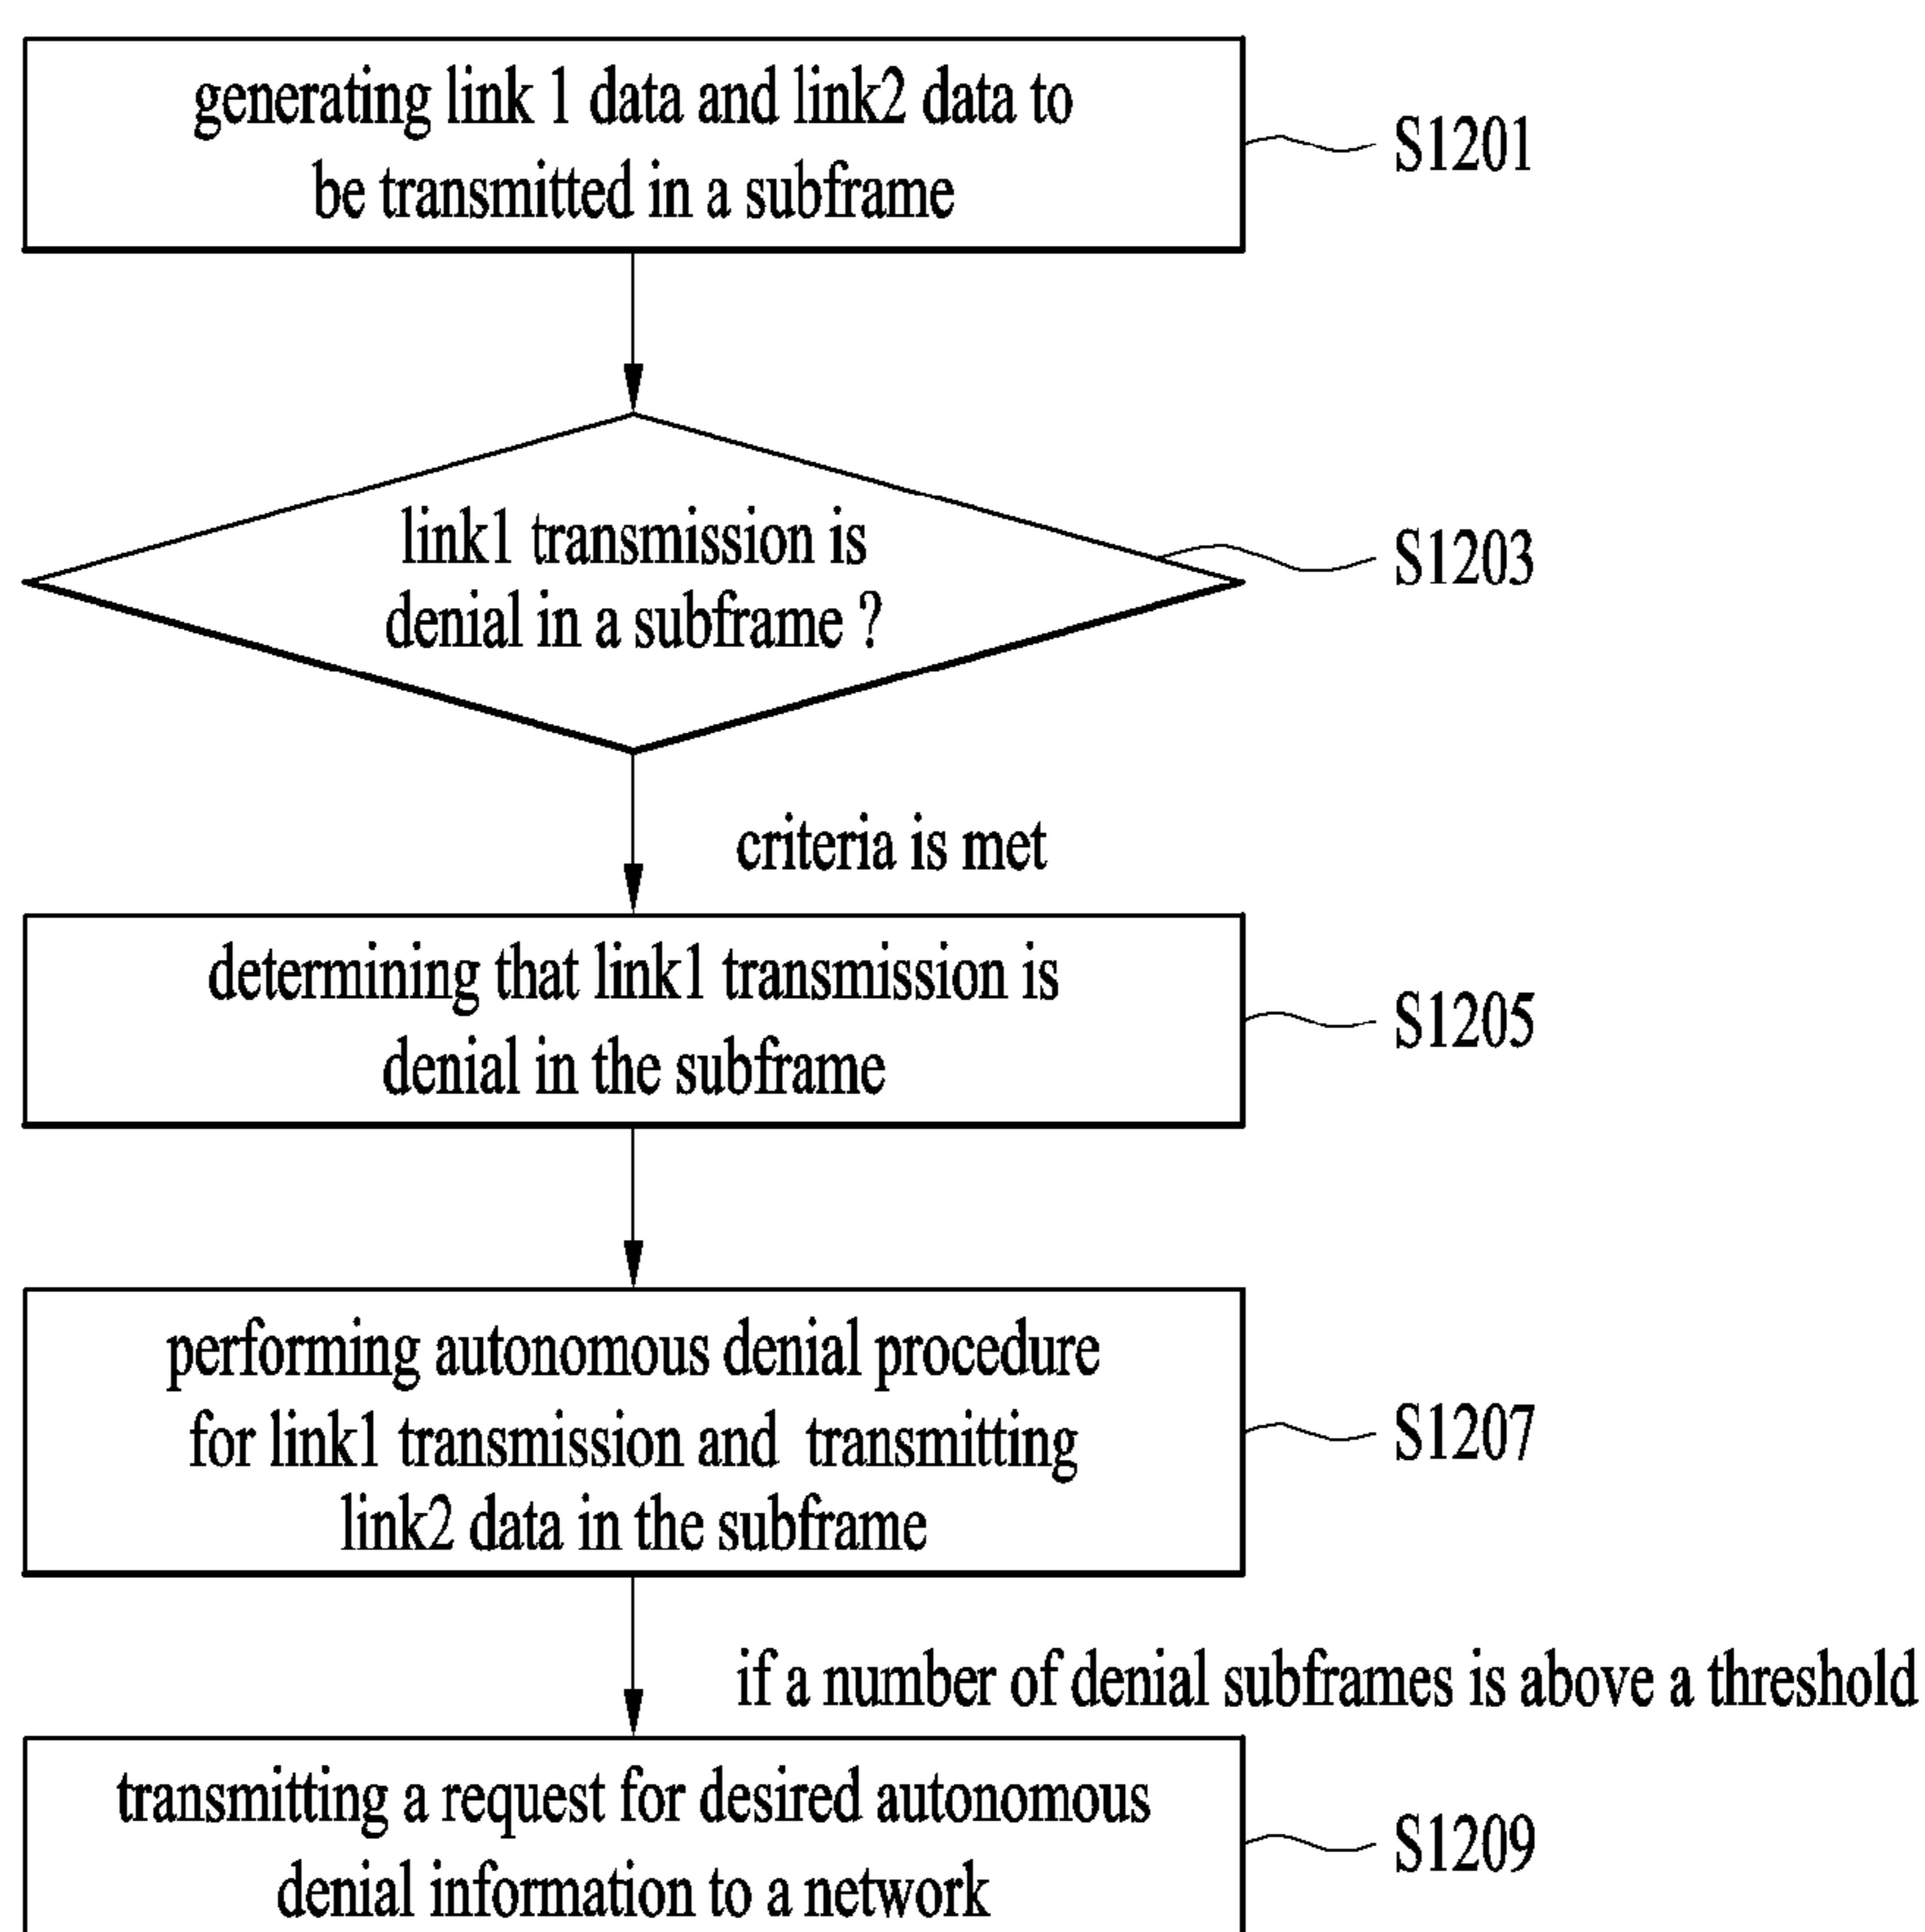 generating link 1 data and link2 data to
be transmitted in a subframe
S1201
link1 transmission is
denial in a subframe ?
S1203
criteria is met
determining that link1 transmission is
denial in the subframe
S1205
performing autonomous denial procedure
for link1 transmission and transmitting
link2 data in the subframe
S1207
if a number of denial subframes is above a threshold
transmitting a request for desired autonomous
denial information to a network
S1209